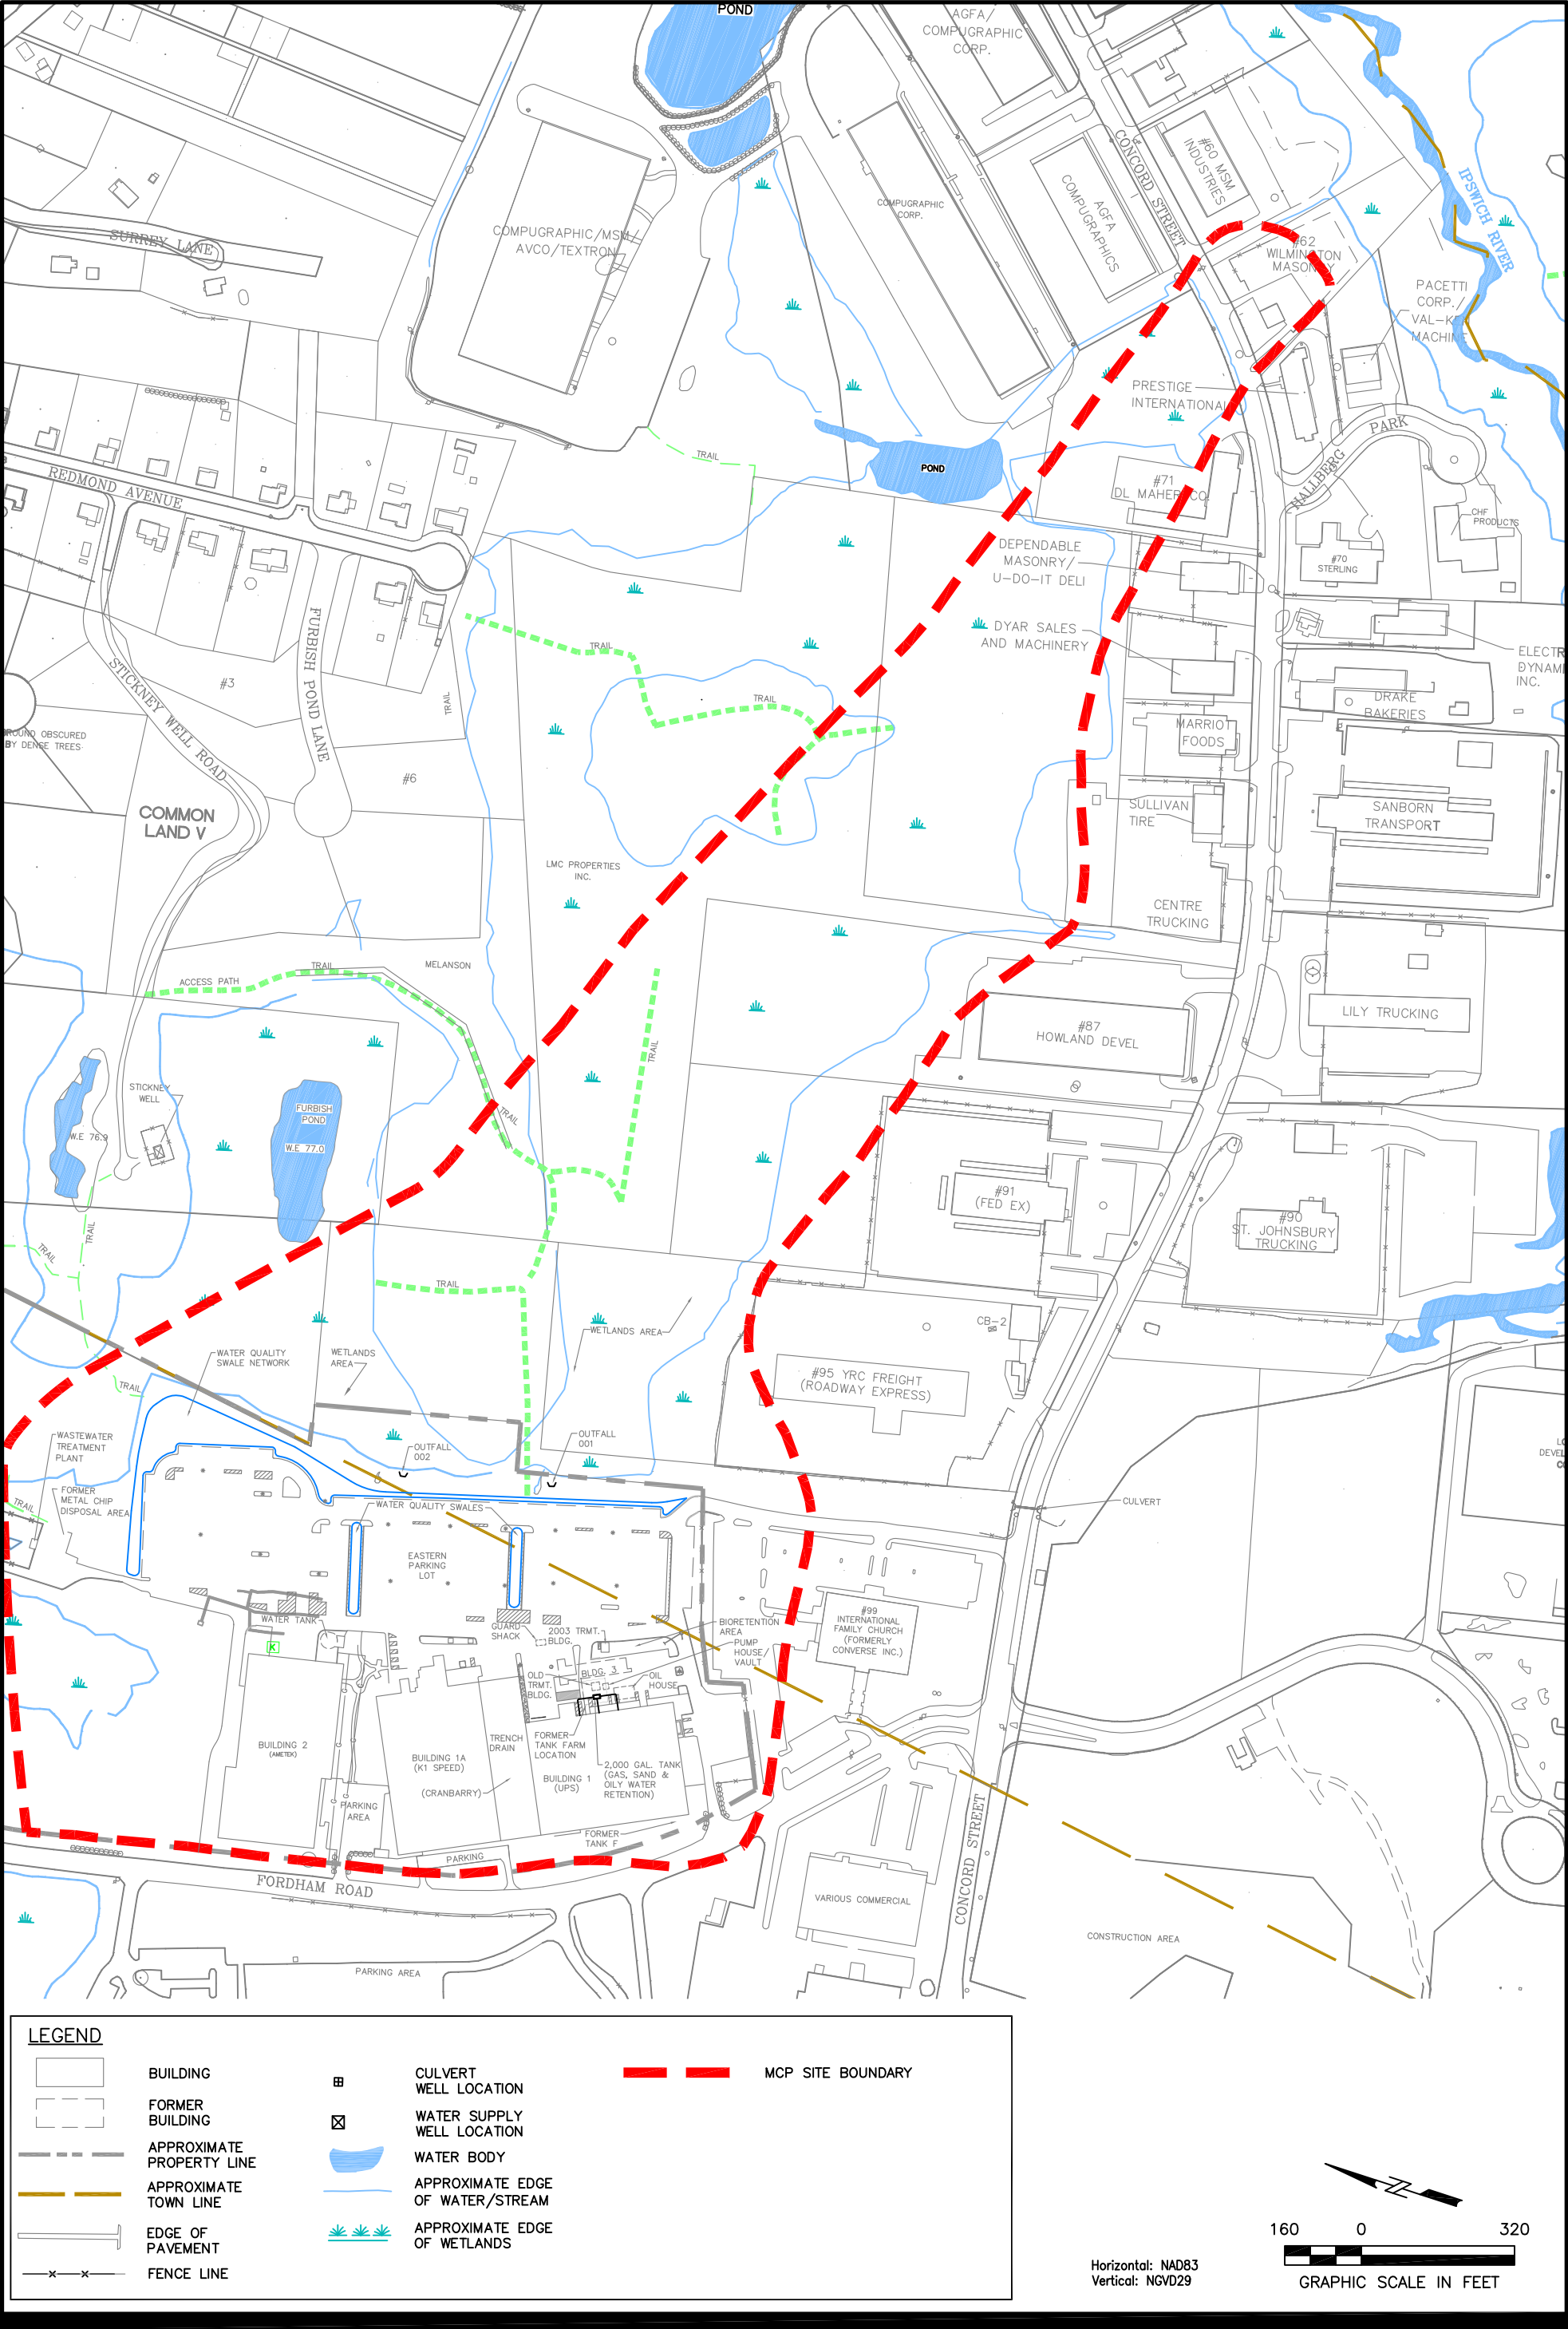 POND
AGFA/
COMPUGRAPHIC
CORP.
CONCORD STREET
#60 MSM
INDUSTRIES
IPSWICH RIVER
COMPUGRAPHIC
CORP.
AGFA
COMPUGRAPHICS
SURREY LANE
COMPUGRAPHIC/MSM/
AVCO/TEXTRON
#62
WILMINGTON
MASONRY
PACETTI
CORP./
VAL-KEY
MACHINE
PRESTIGE
INTERNATIONAL
HALLBERG
PARK
REDMOND AVENUE
TRAIL
POND
#71
DL MAHER CO.
CHF
PRODUCTS
DEPENDABLE
MASONRY/
U-DO-IT DELI
#70
STERLING
FURBISH POND LANE
STICKNEY WELL ROAD
#3
TRAIL
TRAIL
TRAIL
DYAR SALES
AND MACHINERY
ELECTR
DYNAMI
INC.
DRAKE
BAKERIES
MARRIOT
FOODS
ROUND OBSCURED
BY DENSE TREES
#6
COMMON
LAND V
SULLIVAN
TIRE
SANBORN
TRANSPORT
LMC PROPERTIES
INC.
CENTRE
TRUCKING
ACCESS PATH
TRAIL
MELANSON
#87
HOWLAND DEVEL
LILY TRUCKING
TRAIL
STICKNEY
WELL
FURBISH
POND
W.E 76.9
W.E 77.0
TRAIL
#91
(FED EX)
#90
ST. JOHNSBURY
TRUCKING
TRAIL
TRAIL
TRAIL
CB-2
WETLANDS AREA
WATER QUALITY
SWALE NETWORK
WETLANDS
AREA
#95 YRC FREIGHT
(ROADWAY EXPRESS)
TRAIL
WASTEWATER
TREATMENT
PLANT
OUTFALL
002
OUTFALL
001
LO
DEVEL
CO
FORMER
METAL CHIP
DISPOSAL AREA
TRAIL
WATER QUALITY SWALES
CULVERT
EASTERN
PARKING
LOT
WATER TANK
GUARD
SHACK
2003 TRMT.
BLDG.
BIORETENTION
AREA
PUMP
HOUSE/
VAULT
#99
INTERNATIONAL
FAMILY CHURCH
(FORMERLY
CONVERSE INC.)
K
OLD
TRMT.
BLDG.
BLDG. 3
OIL
HOUSE
BUILDING 2
(AMETEK)
BUILDING 1A
(K1 SPEED)
(CRANBARRY)
TRENCH
DRAIN
FORMER
TANK FARM
LOCATION
BUILDING 1
(UPS)
2,000 GAL. TANK
(GAS, SAND &
OILY WATER
RETENTION)
PARKING
AREA
FORMER
TANK F
PARKING
FORDHAM ROAD
CONCORD STREET
VARIOUS COMMERCIAL
CONSTRUCTION AREA
PARKING AREA
LEGEND
BUILDING
FORMER
BUILDING
APPROXIMATE
PROPERTY LINE
APPROXIMATE
TOWN LINE
EDGE OF
PAVEMENT
FENCE LINE
CULVERT
WELL LOCATION
WATER SUPPLY
WELL LOCATION
WATER BODY
APPROXIMATE EDGE
OF WATER/STREAM
APPROXIMATE EDGE
OF WETLANDS
MCP SITE BOUNDARY
Horizontal: NAD83
Vertical: NGVD29
160 0 320
GRAPHIC SCALE IN FEET